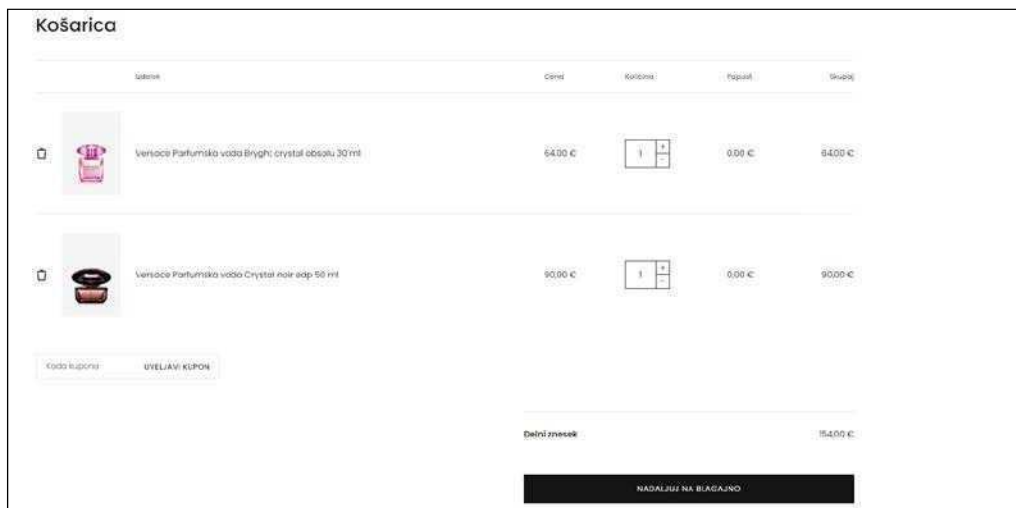 Košarica
Izdelek Cena Količina Popust Skupaj
Versace Parfumska voda Bryght crystal absolu 30 ml 64,00 € 1 + - 0,00 € 64,00 €
Versace Parfumska voda Crystal noir edp 50 ml 90,00 € 1 + - 0,00 € 90,00 €
Koda kupona UVELJAVI KUPON
Delni znesek 154,00 €
NADALJUJ NA BLAGAJNO